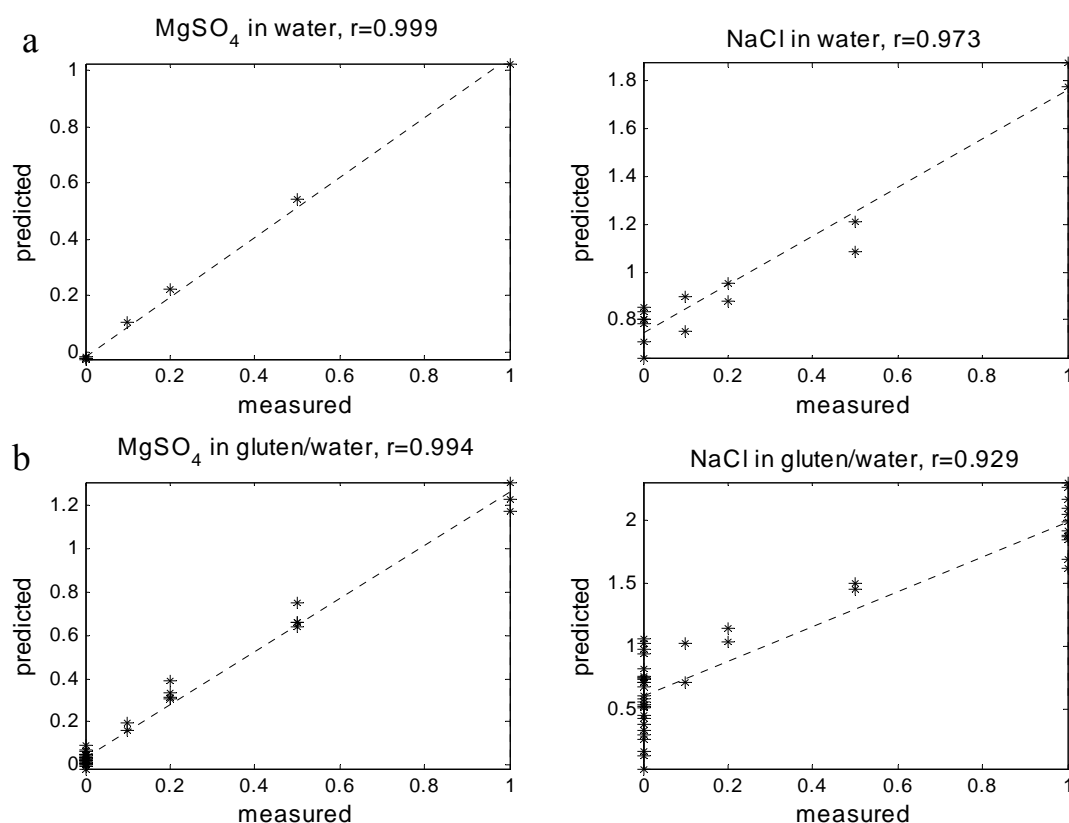 a
MgSO4 in water, r=0.999
1
0.8
0.6
0.4
0.2
0
predicted
0 0.2 0.4 0.6 0.8 1
measured
NaCl in water, r=0.973
1.8
1.6
1.4
1.2
1
0.8
predicted
0 0.2 0.4 0.6 0.8 1
measured
b
MgSO4 in gluten/water, r=0.994
1.2
1
0.8
0.6
0.4
0.2
0
predicted
0 0.2 0.4 0.6 0.8 1
measured
NaCl in gluten/water, r=0.929
2
1.5
1
0.5
predicted
0 0.2 0.4 0.6 0.8 1
measured